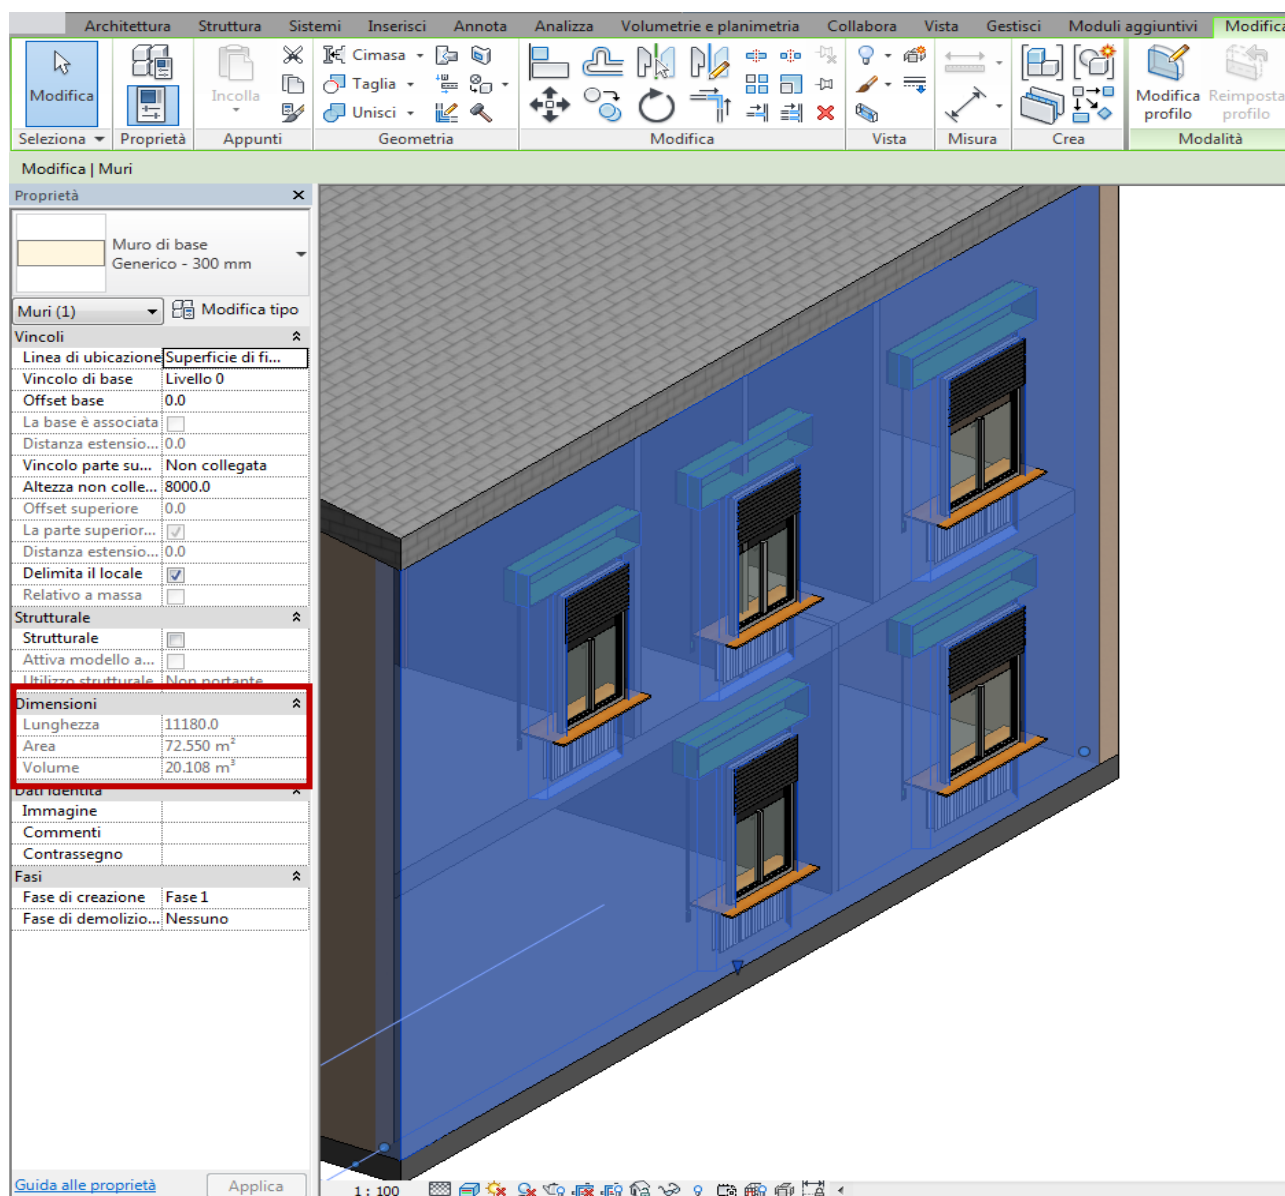 Architettura Struttura Sistemi Inserisci Annota Analizza Volumetrie e planimetria Collabora Vista Gestisci Moduli aggiuntivi Modifica
Modifica
Incolla
Cimasa
Taglia
Unisci
Modifica profilo
Reimposta profilo
Seleziona Proprietà Appunti Geometria Modifica Vista Misura Crea Modalità
Modifica | Muri
Proprietà
Muro di base
Generico - 300 mm
Muri (1) Modifica tipo
Vincoli
Linea di ubicazione Superficie di fi...
Vincolo di base Livello 0
Offset base 0.0
La base è associata
Distanza estensio... 0.0
Vincolo parte su... Non collegata
Altezza non colle... 8000.0
Offset superiore 0.0
La parte superior...
Distanza estensio... 0.0
Delimita il locale
Relativo a massa
Strutturale
Strutturale
Attiva modello a...
Utilizzo strutturale Non portante
Dimensioni
Lunghezza 11180.0
Area 72.550 m²
Volume 20.108 m³
Dati identità
Immagine
Commenti
Contrassegno
Fasi
Fase di creazione Fase 1
Fase di demolizio... Nessuno
Guida alle proprietà Applica
1 : 100